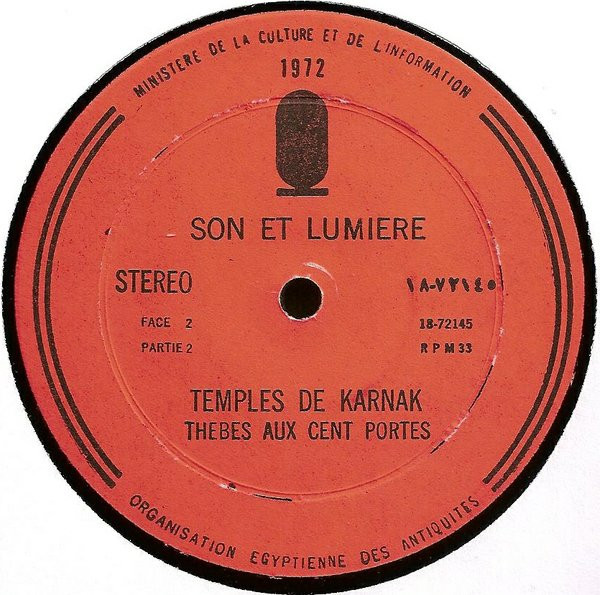 MINISTERE DE LA CULTURE ET DE L'INFORMATION
1972
SON ET LUMIERE
STEREO
١٨-٧٢١٤٥
FACE 2
18-72145
PARTIE 2
RPM 33
TEMPLES DE KARNAK
THEBES AUX CENT PORTES
ORGANISATION EGYPTIENNE DES ANTIQUITES